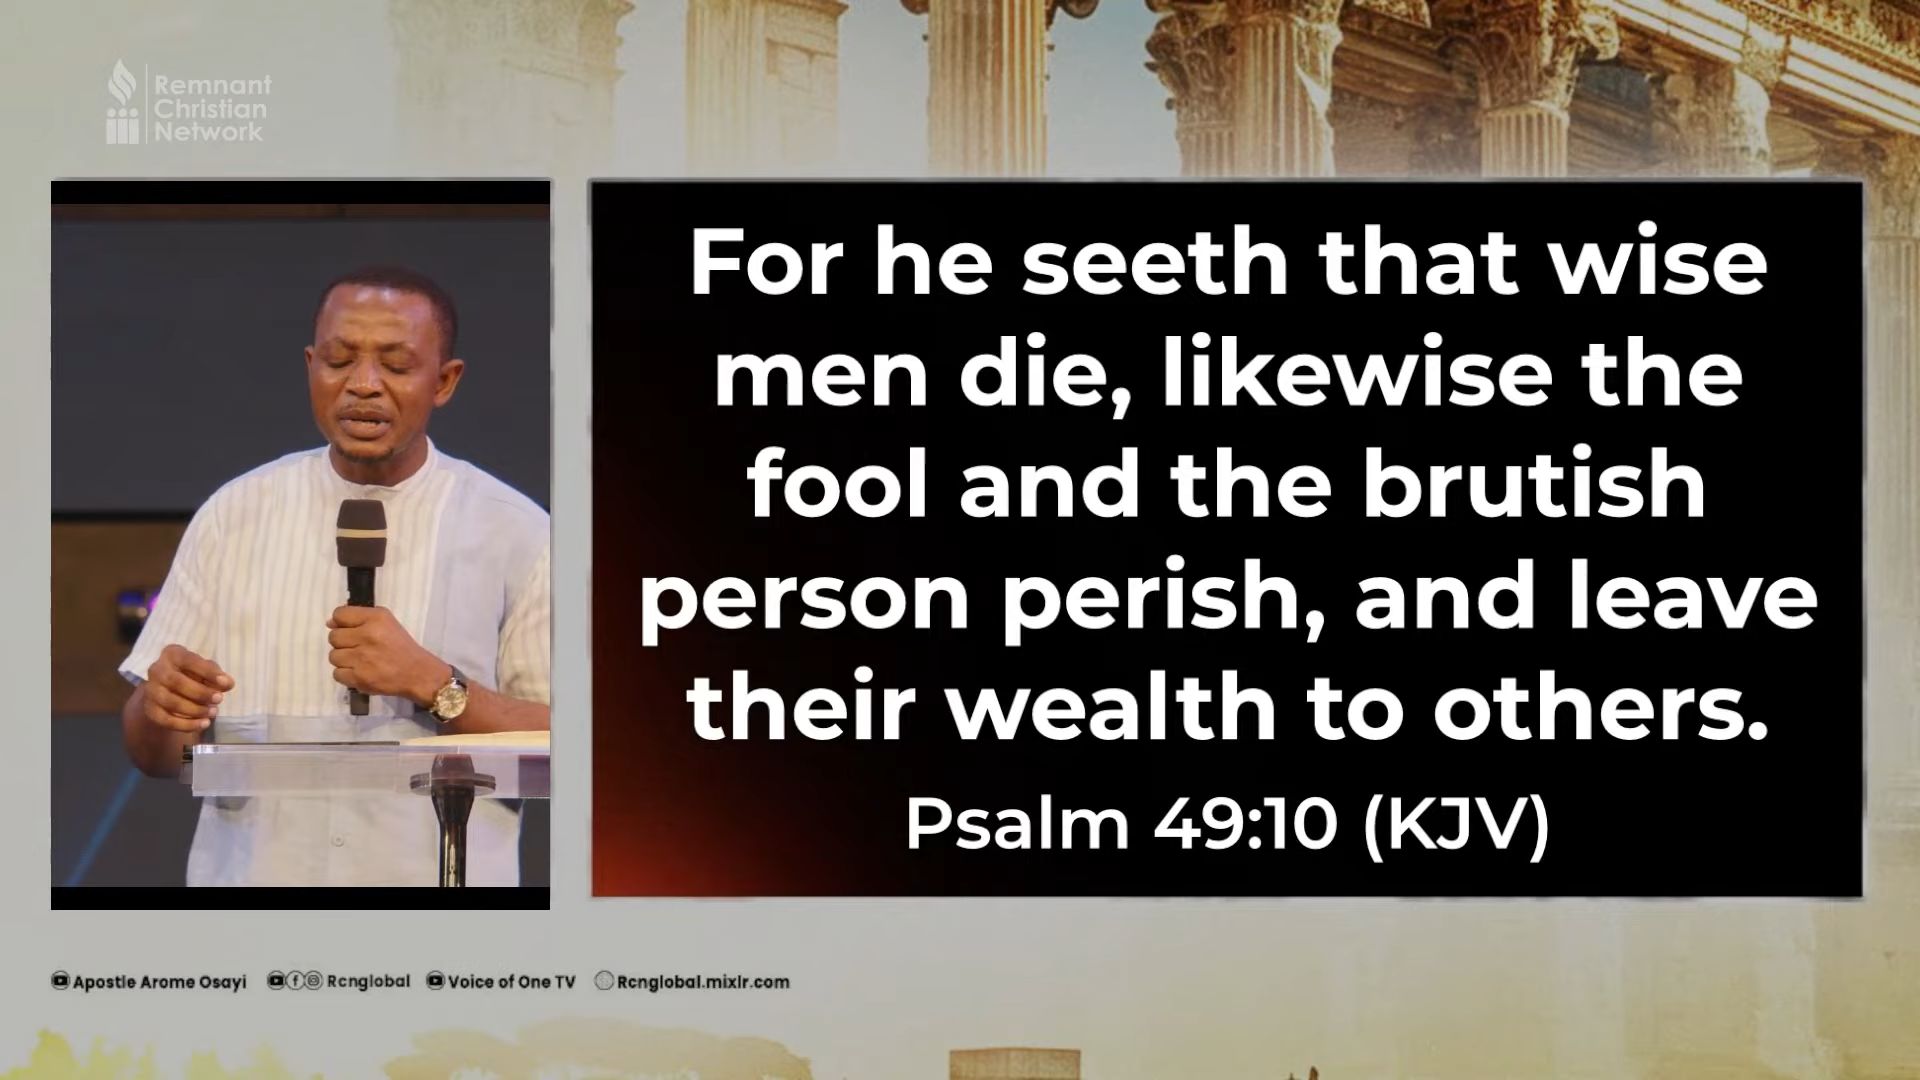 Remnant
Christian
Network
For he seeth that wise
men die, likewise the
fool and the brutish
person perish, and leave
their wealth to others.
Psalm 49:10 (KJV)
Apostle Arome Osayi Rcnglobal Voice of One TV Rcnglobal.mixlr.com